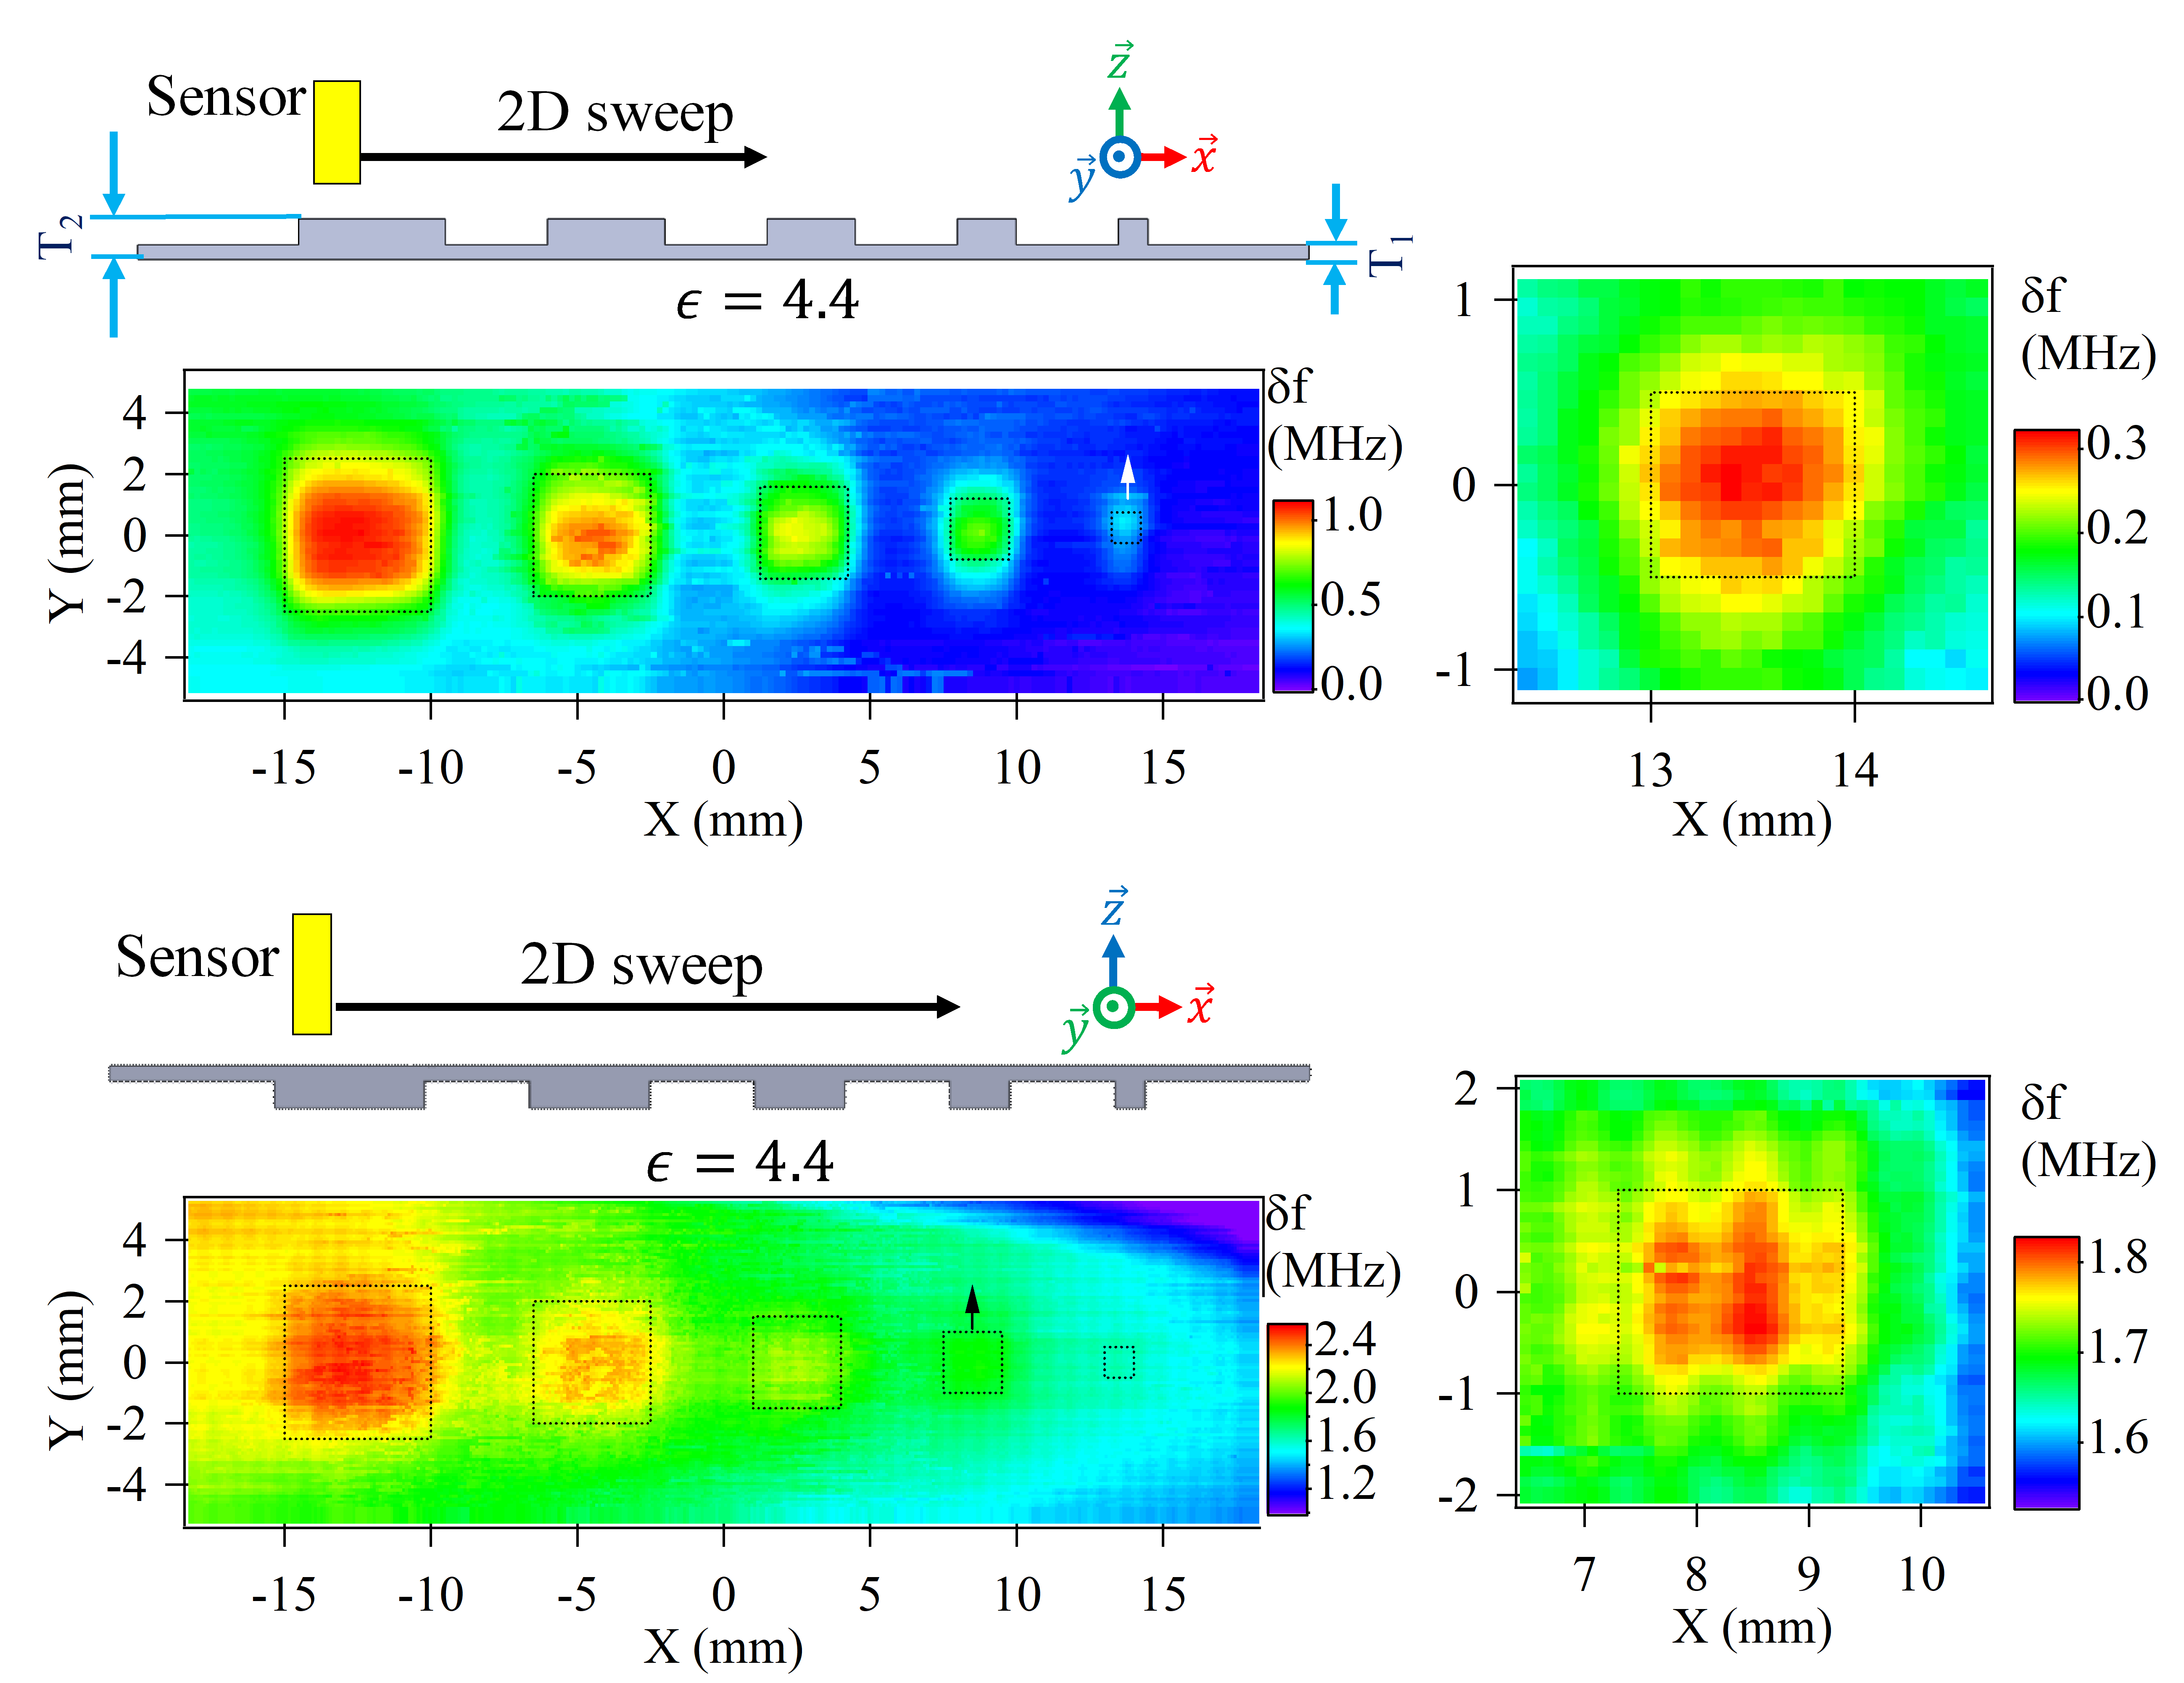 Sensor
2D sweep
z⃗
x⃗
y⃗
T₂
T₁
ϵ = 4.4
δf
(MHz)
1.0
0.5
0.0
Y (mm)
4
2
0
-2
-4
-15 -10 -5 0 5 10 15
X (mm)
1
0
-1
13 14
X (mm)
δf
(MHz)
0.3
0.2
0.1
0.0
Sensor
2D sweep
z⃗
x⃗
y⃗
ϵ = 4.4
δf
(MHz)
2.4
2.0
1.6
1.2
Y (mm)
4
2
0
-2
-4
-15 -10 -5 0 5 10 15
X (mm)
2
1
0
-1
-2
7 8 9 10
X (mm)
δf
(MHz)
1.8
1.7
1.6